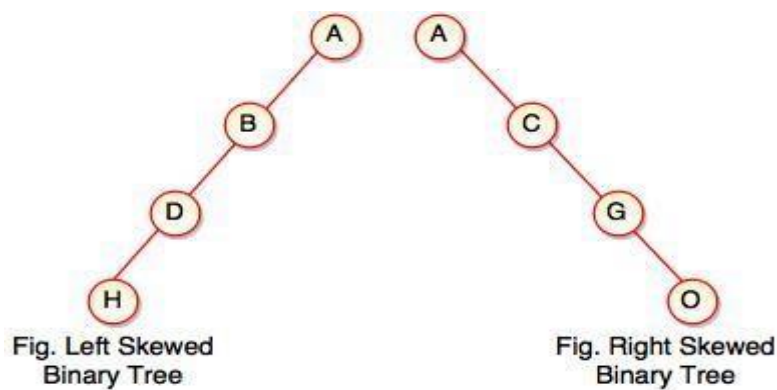 A
B
D
H
Fig. Left Skewed
Binary Tree
A
C
G
O
Fig. Right Skewed
Binary Tree